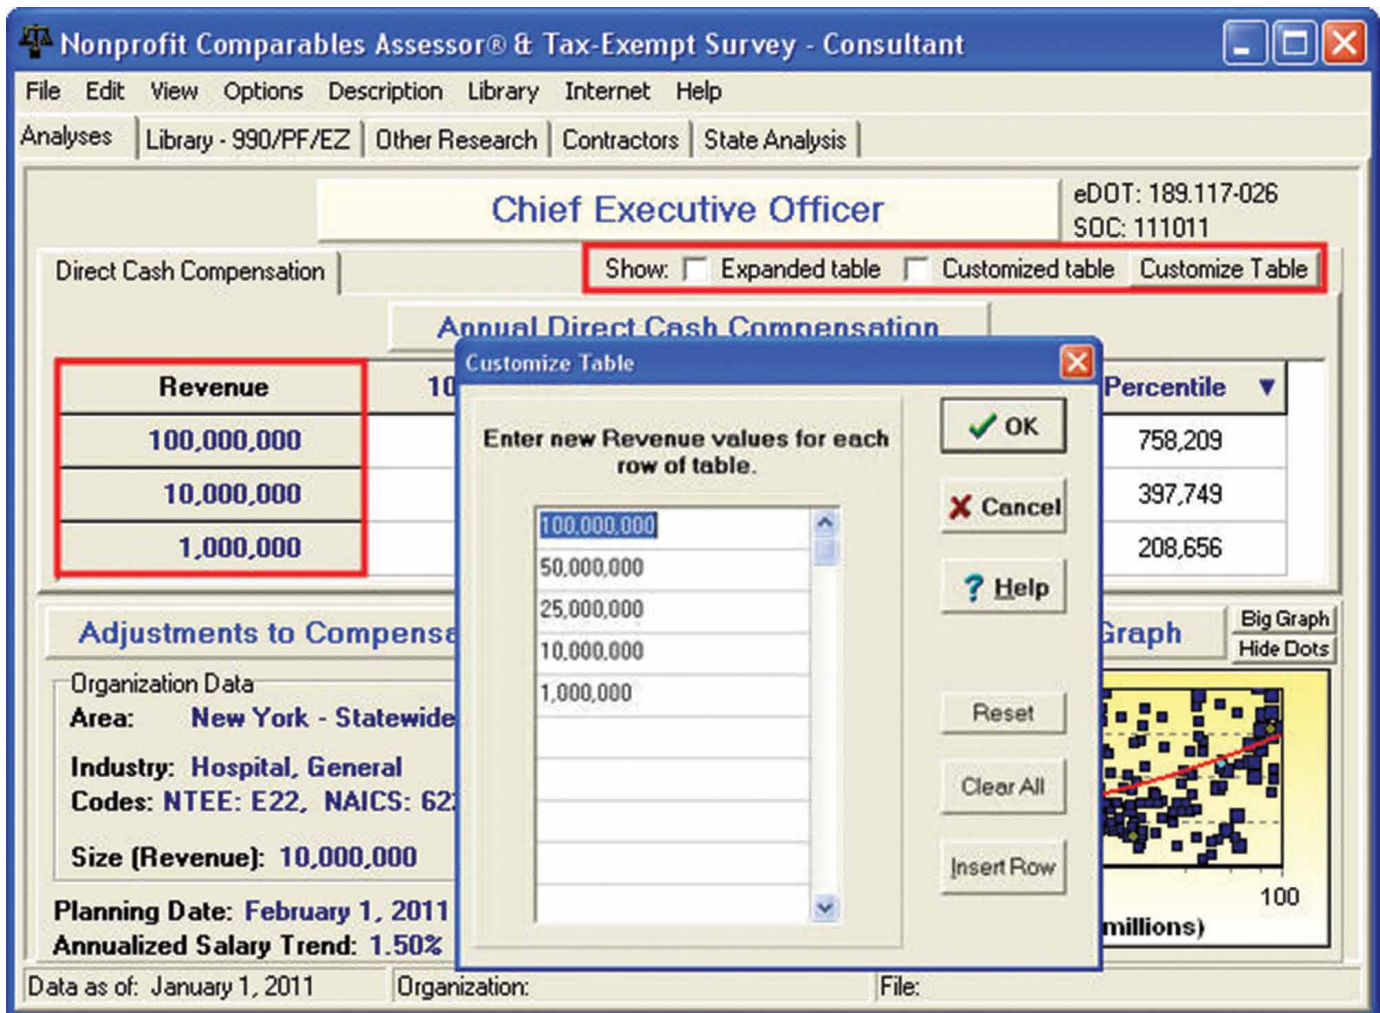 Nonprofit Comparables Assessor® & Tax-Exempt Survey - Consultant
File Edit View Options Description Library Internet Help
Analyses Library - 990/PF/EZ Other Research Contractors State Analysis
Chief Executive Officer
eDOT: 189.117-026
SOC: 111011
Direct Cash Compensation
Show: Expanded table Customized table Customize Table
Annual Direct Cash Compensation
Revenue 10 Percentile ▼
100,000,000 758,209
10,000,000 397,749
1,000,000 208,656
Customize Table
Enter new Revenue values for each
row of table.
100,000,000
50,000,000
25,000,000
10,000,000
1,000,000
OK
Cancel
? Help
Reset
Clear All
Insert Row
Adjustments to Compensa
Graph
Big Graph
Hide Dots
Organization Data
Area: New York - Statewide
Industry: Hospital, General
Codes: NTEE: E22, NAICS: 62
Size (Revenue): 10,000,000
Planning Date: February 1, 2011
Annualized Salary Trend: 1.50%
100
millions)
Data as of: January 1, 2011 Organization: File: